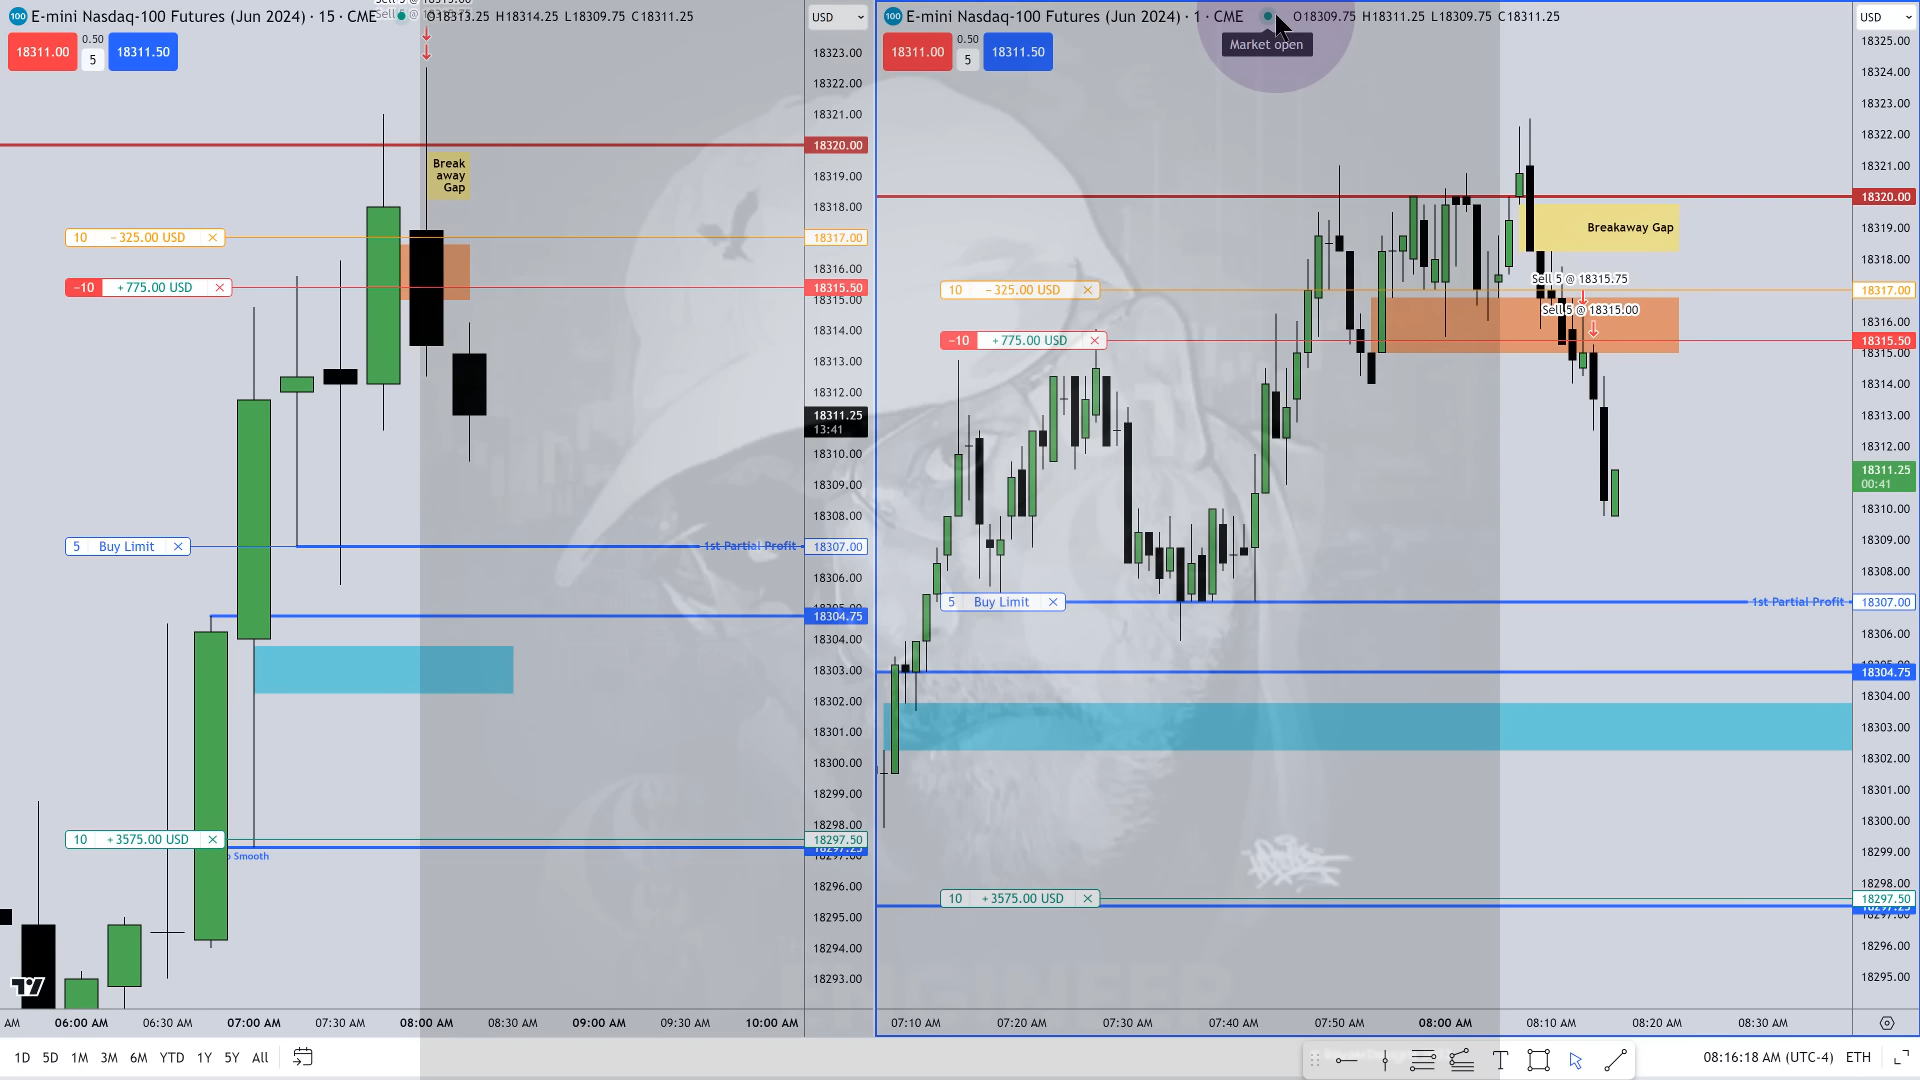 E-mini Nasdaq-100 Futures (Jun 2024) · 15 · CME O18313.25 H18314.25 L18309.75 C18311.25
USD
18311.00 0.50 5 18311.50
18323.00
18322.00
18321.00
18320.00
18319.00
18318.00
18317.00
18316.00
18315.50
18315.00
18314.00
18313.00
18312.00
18311.25
13:41
18310.00
18309.00
18308.00
18307.00
18306.00
18304.75
18304.00
18303.00
18302.00
18301.00
18300.00
18299.00
18298.00
18297.50
18296.00
18295.00
18294.00
18293.00
Break
away
Gap
10 −325.00 USD
−10 +775.00 USD
5 Buy Limit
1st Partial Profit
10 +3575.00 USD
Smooth
AM 06:00 AM 06:30 AM 07:00 AM 07:30 AM 08:00 AM 08:30 AM 09:00 AM 09:30 AM 10:00 AM
1D 5D 1M 3M 6M YTD 1Y 5Y All
100 E-mini Nasdaq-100 Futures (Jun 2024) · 1 · CME O18309.75 H18311.25 L18309.75 C18311.25
USD
Market open
18311.00 0.50 5 18311.50
18325.00
18324.00
18323.00
18322.00
18321.00
18320.00
18319.00
18318.00
18317.00
18316.00
18315.50
18315.00
18314.00
18313.00
18312.00
18311.25
00:41
18310.00
18309.00
18308.00
18307.00
18306.00
18304.75
18304.00
18303.00
18302.00
18301.00
18300.00
18299.00
18298.00
18297.50
18296.00
18295.00
Breakaway Gap
Sell 5 @ 18315.75
Sell 5 @ 18315.00
10 −325.00 USD
−10 +775.00 USD
5 Buy Limit
1st Partial Profit
10 +3575.00 USD
07:10 AM 07:20 AM 07:30 AM 07:40 AM 07:50 AM 08:00 AM 08:10 AM 08:20 AM 08:30 AM
08:16:18 AM (UTC-4) ETH